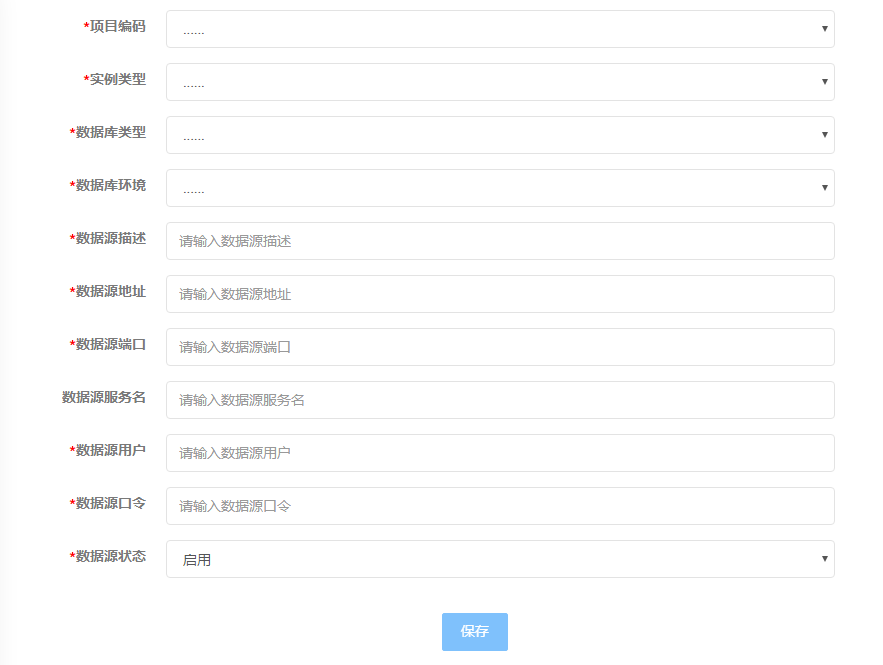 *项目编码 ......
*实例类型 ......
*数据库类型 ......
*数据库环境 ......
*数据源描述 请输入数据源描述
*数据源地址 请输入数据源地址
*数据源端口 请输入数据源端口
数据源服务名 请输入数据源服务名
*数据源用户 请输入数据源用户
*数据源口令 请输入数据源口令
*数据源状态 启用
保存